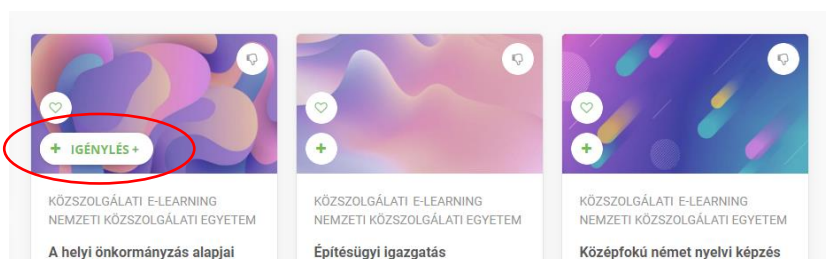 + IGÉNYLÉS +
+
+
KÖZSZOLGÁLATI E-LEARNING
NEMZETI KÖZSZOLGÁLATI EGYETEM
A helyi önkormányzás alapjai
KÖZSZOLGÁLATI E-LEARNING
NEMZETI KÖZSZOLGÁLATI EGYETEM
Építésügyi igazgatás
KÖZSZOLGÁLATI E-LEARNING
NEMZETI KÖZSZOLGÁLATI EGYETEM
Középfokú német nyelvi képzés